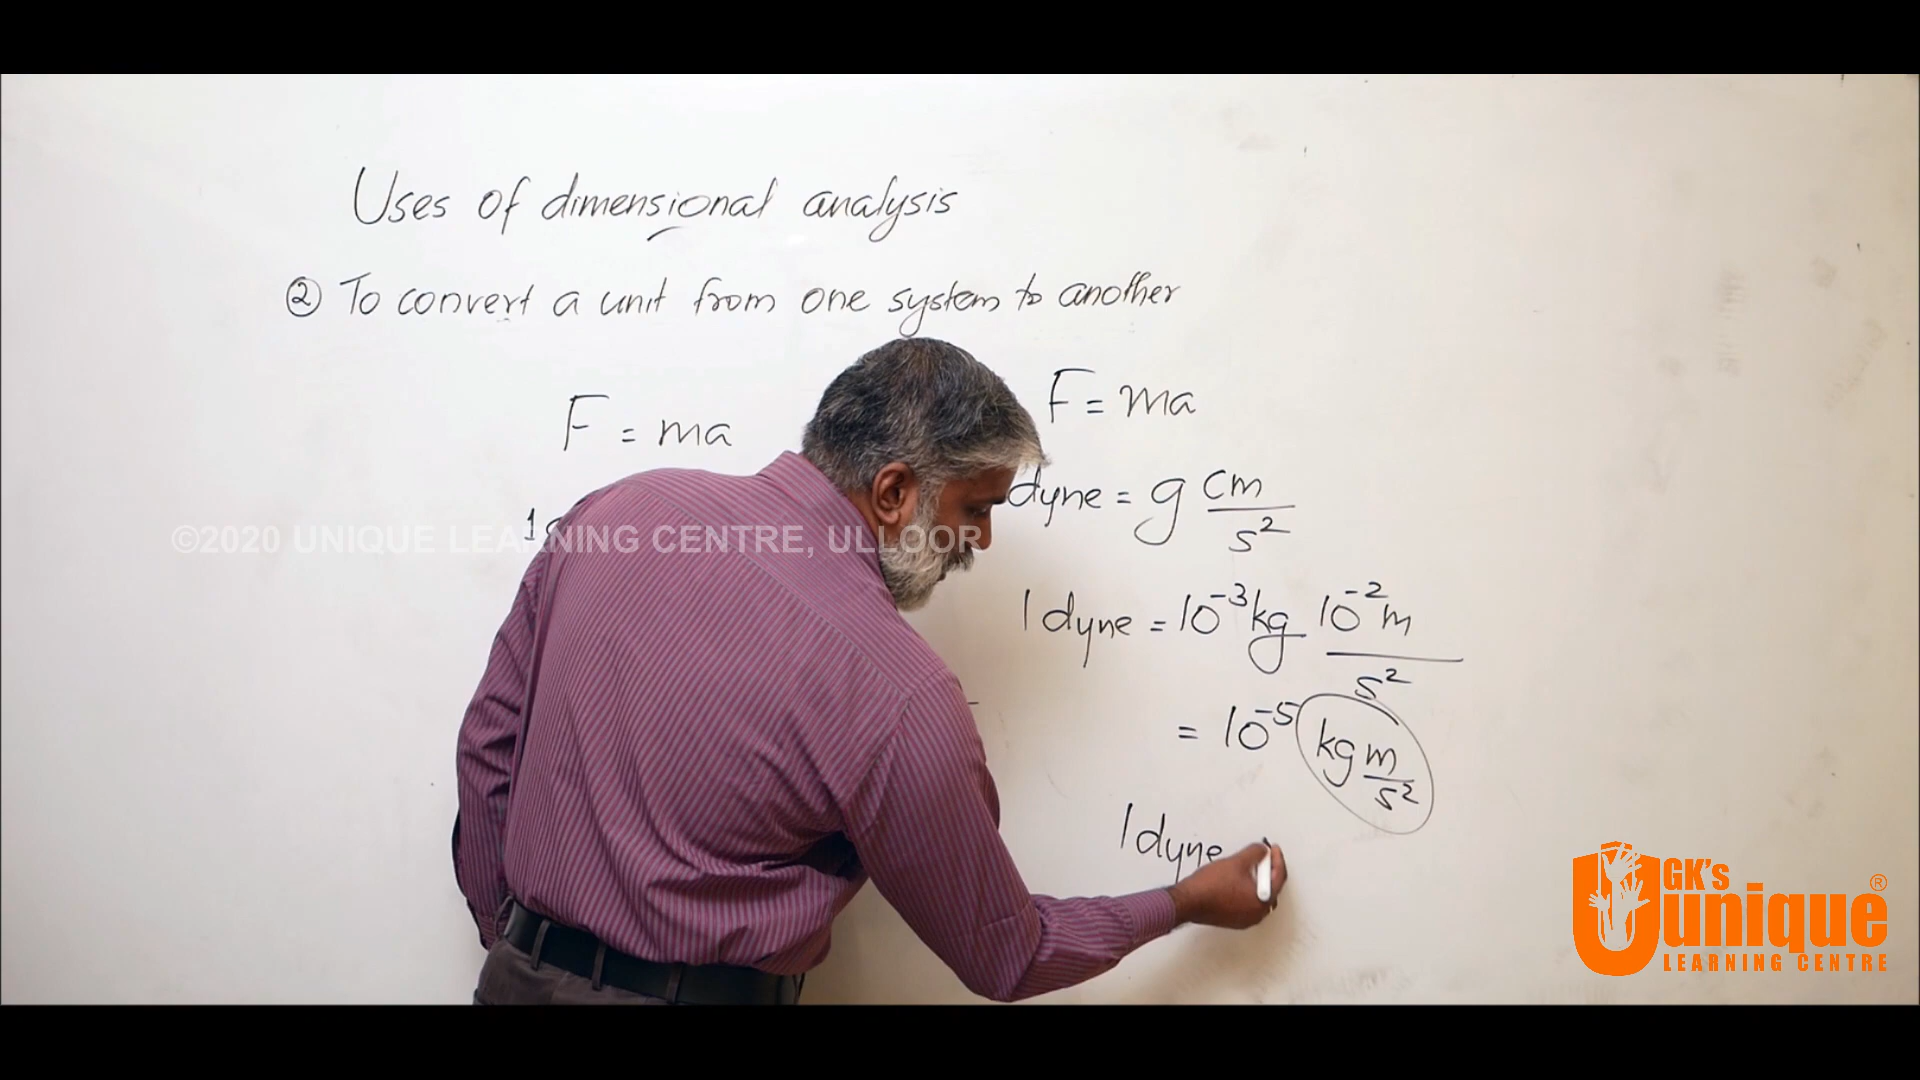 Uses of dimensional analysis
② To convert a unit from one system to another
F = ma
F = ma
dyne = g cm/s²
©2020 UNIQUE LEARNING CENTRE, ULLOOR
1 dyne = 10⁻³ kg 10⁻² m/s²
= 10⁻⁵ kg m/s²
1 dyne
GK's
unique®
LEARNING CENTRE